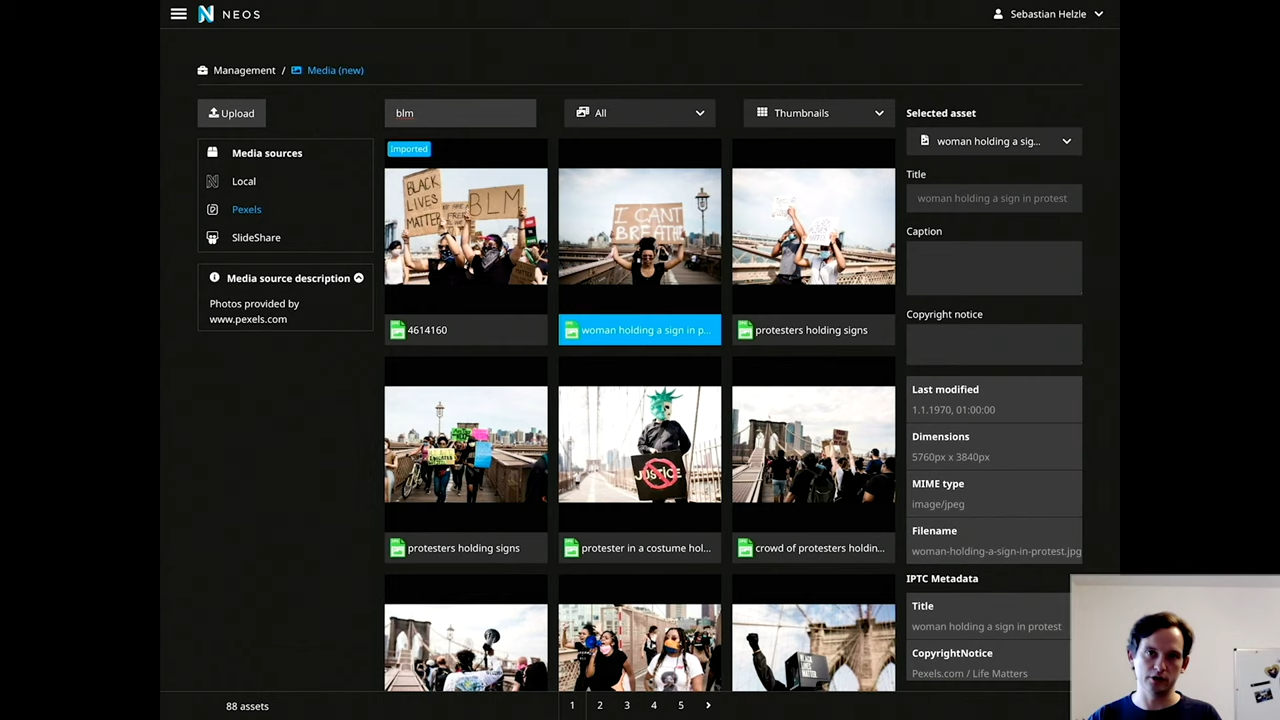 NEOS
Sebastian Helzle
Management / Media (new)
Upload
blm
All
Thumbnails
Media sources
Local
Pexels
SlideShare
Media source description
Photos provided by
www.pexels.com
Imported
BLACK
LIVES
MATTER
BLM
4614160
I CANT
BREATHE
woman holding a sign in p...
protesters holding signs
protesters holding signs
JUSTICE
protester in a costume hol...
crowd of protesters holdin...
BLACK
LIVES
MATTER
Selected asset
woman holding a sig...
Title
woman holding a sign in protest
Caption
Copyright notice
Last modified
1.1.1970, 01:00:00
Dimensions
5760px x 3840px
MIME type
image/jpeg
Filename
woman-holding-a-sign-in-protest.jpg
IPTC Metadata
Title
woman holding a sign in protest
CopyrightNotice
Pexels.com / Life Matters
88 assets
1 2 3 4 5